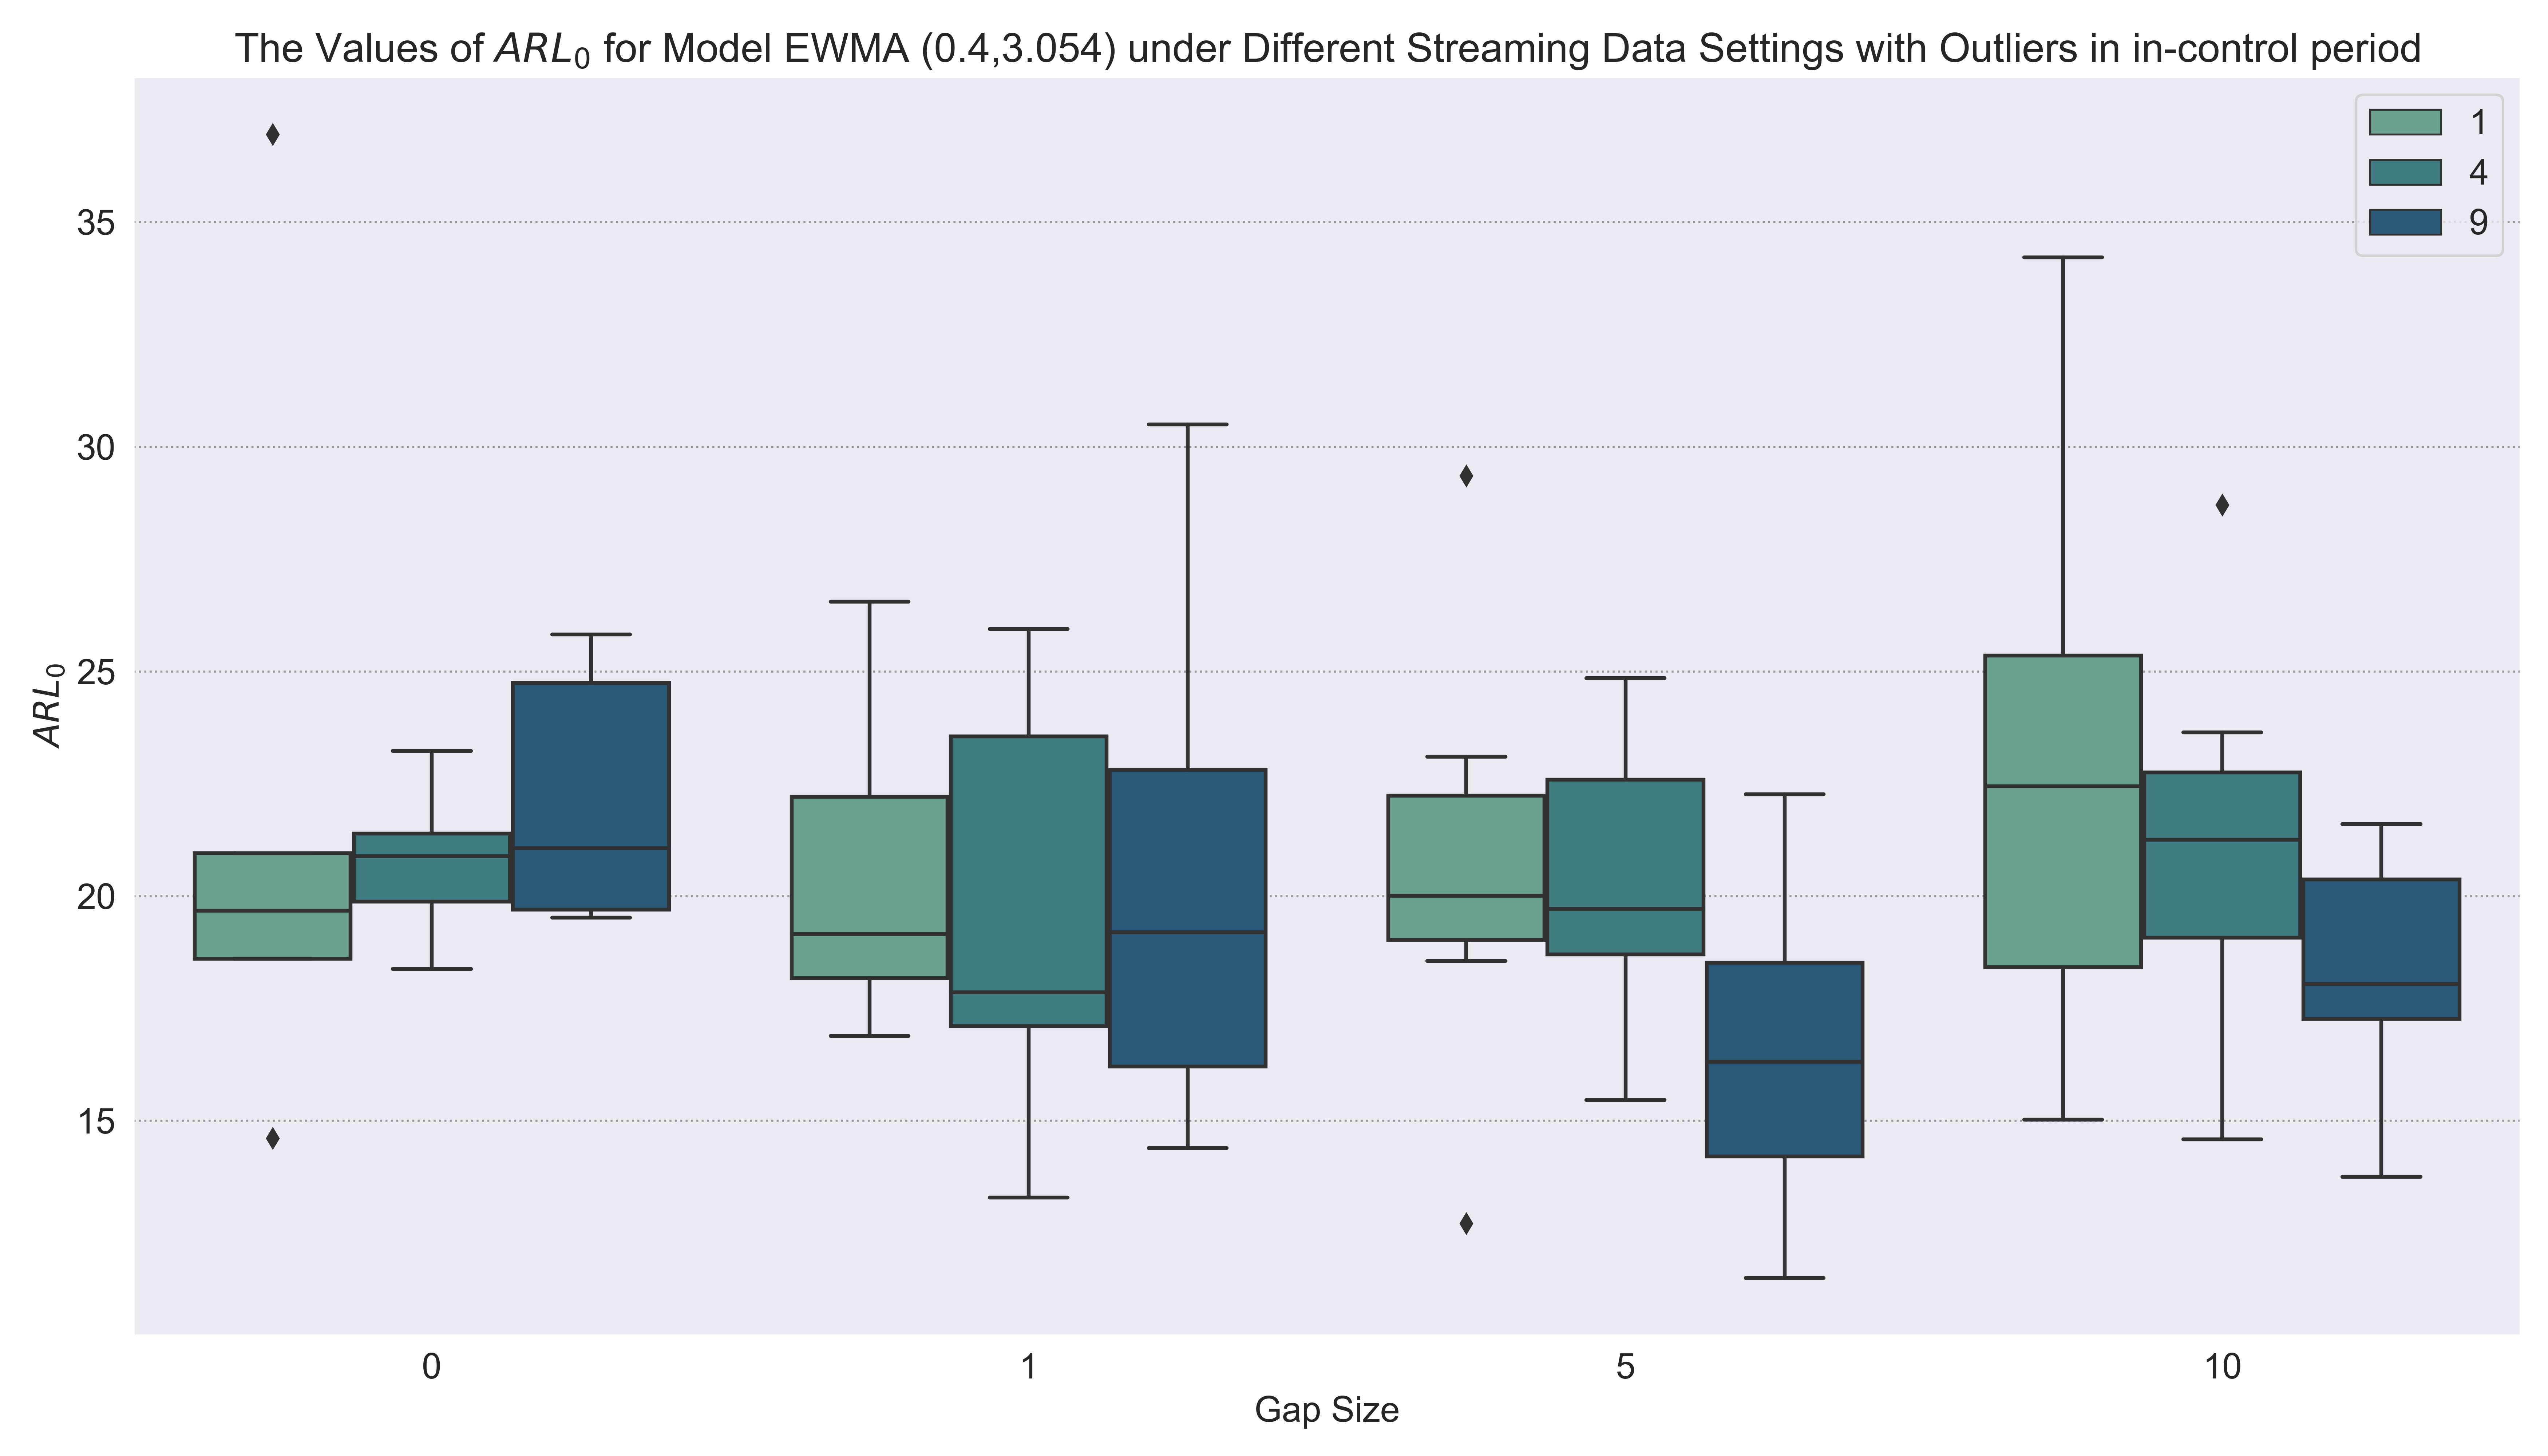 The Values of ARL₀ for Model EWMA (0.4,3.054) under Different Streaming Data Settings with Outliers in in-control period
1
4
9
35
30
25
20
15
ARL₀
0 1 5 10
Gap Size